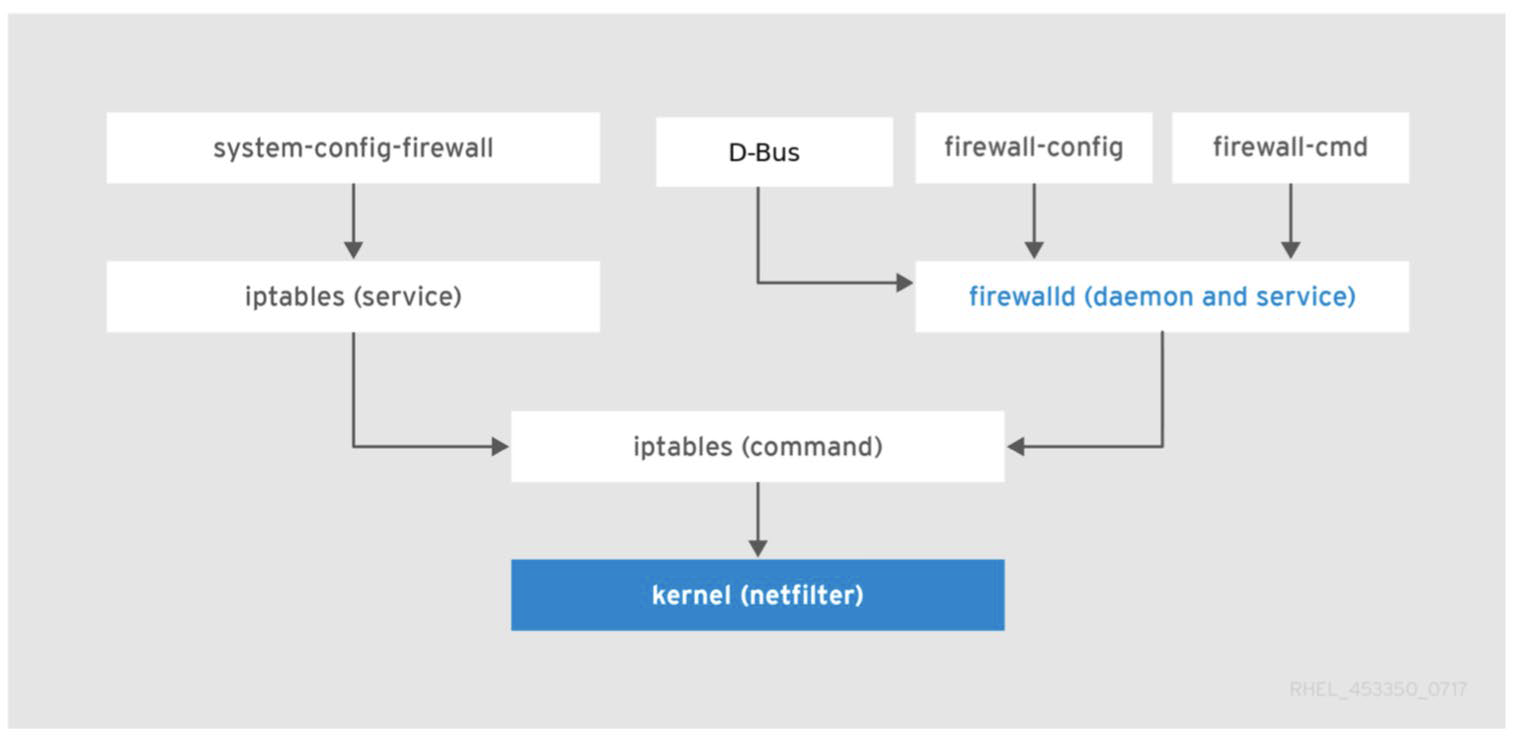 system-config-firewall
D-Bus
firewall-config
firewall-cmd
iptables (service)
firewalld (daemon and service)
iptables (command)
kernel (netfilter)
RHEL_453350_0717